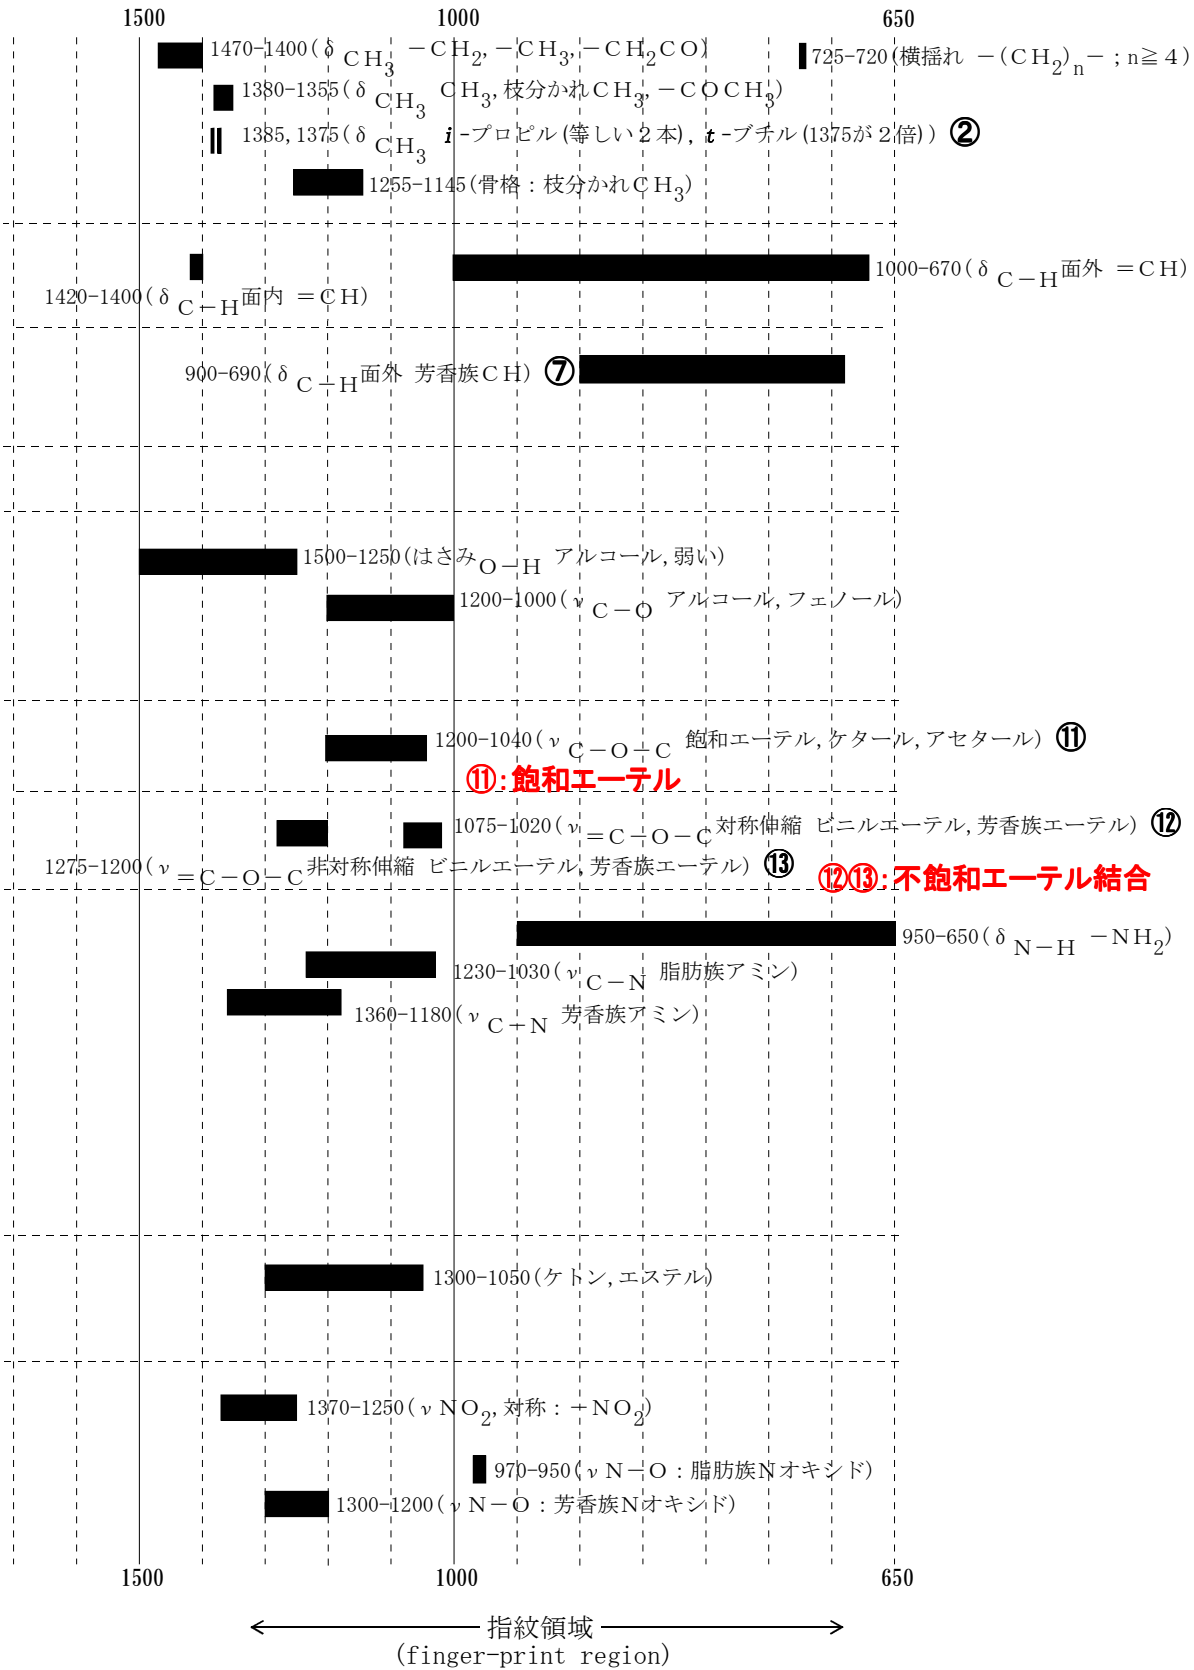 1500 1000 650
1470-1400(δ CH3 －CH2,－CH3,－CH2CO) 725-720(横揺れ －(CH2)n－；n≧4)
1380-1355(δ CH3 CH3,枝分かれCH3,－COCH3)
1385,1375(δ CH3 i-プロピル(等しい2本), t-ブチル(1375が2倍)) ②
1255-1145(骨格：枝分かれCH3)
1000-670(δ C－H面外 ＝CH)
1420-1400(δ C－H面内 ＝CH)
900-690(δ C－H面外 芳香族CH) ⑦
1500-1250(はさみO－H アルコール,弱い)
1200-1000(ν C－O アルコール,フェノール)
1200-1040(ν C－O－C 飽和エーテル,ケタール,アセタール) ⑪
⑪:飽和エーテル
1075-1020(ν ＝C－O－C 対称伸縮 ビニルエーテル,芳香族エーテル) ⑫
1275-1200(ν ＝C－O－C 非対称伸縮 ビニルエーテル,芳香族エーテル) ⑬
⑫⑬:不飽和エーテル結合
950-650(δ N－H －NH2)
1230-1030(ν C－N 脂肪族アミン)
1360-1180(ν C－N 芳香族アミン)
1300-1050(ケトン,エステル)
1370-1250(ν NO2,対称：－NO2)
970-950(ν N－O：脂肪族Nオキシド)
1300-1200(ν N－O：芳香族Nオキシド)
1500 1000 650
指紋領域
(finger-print region)